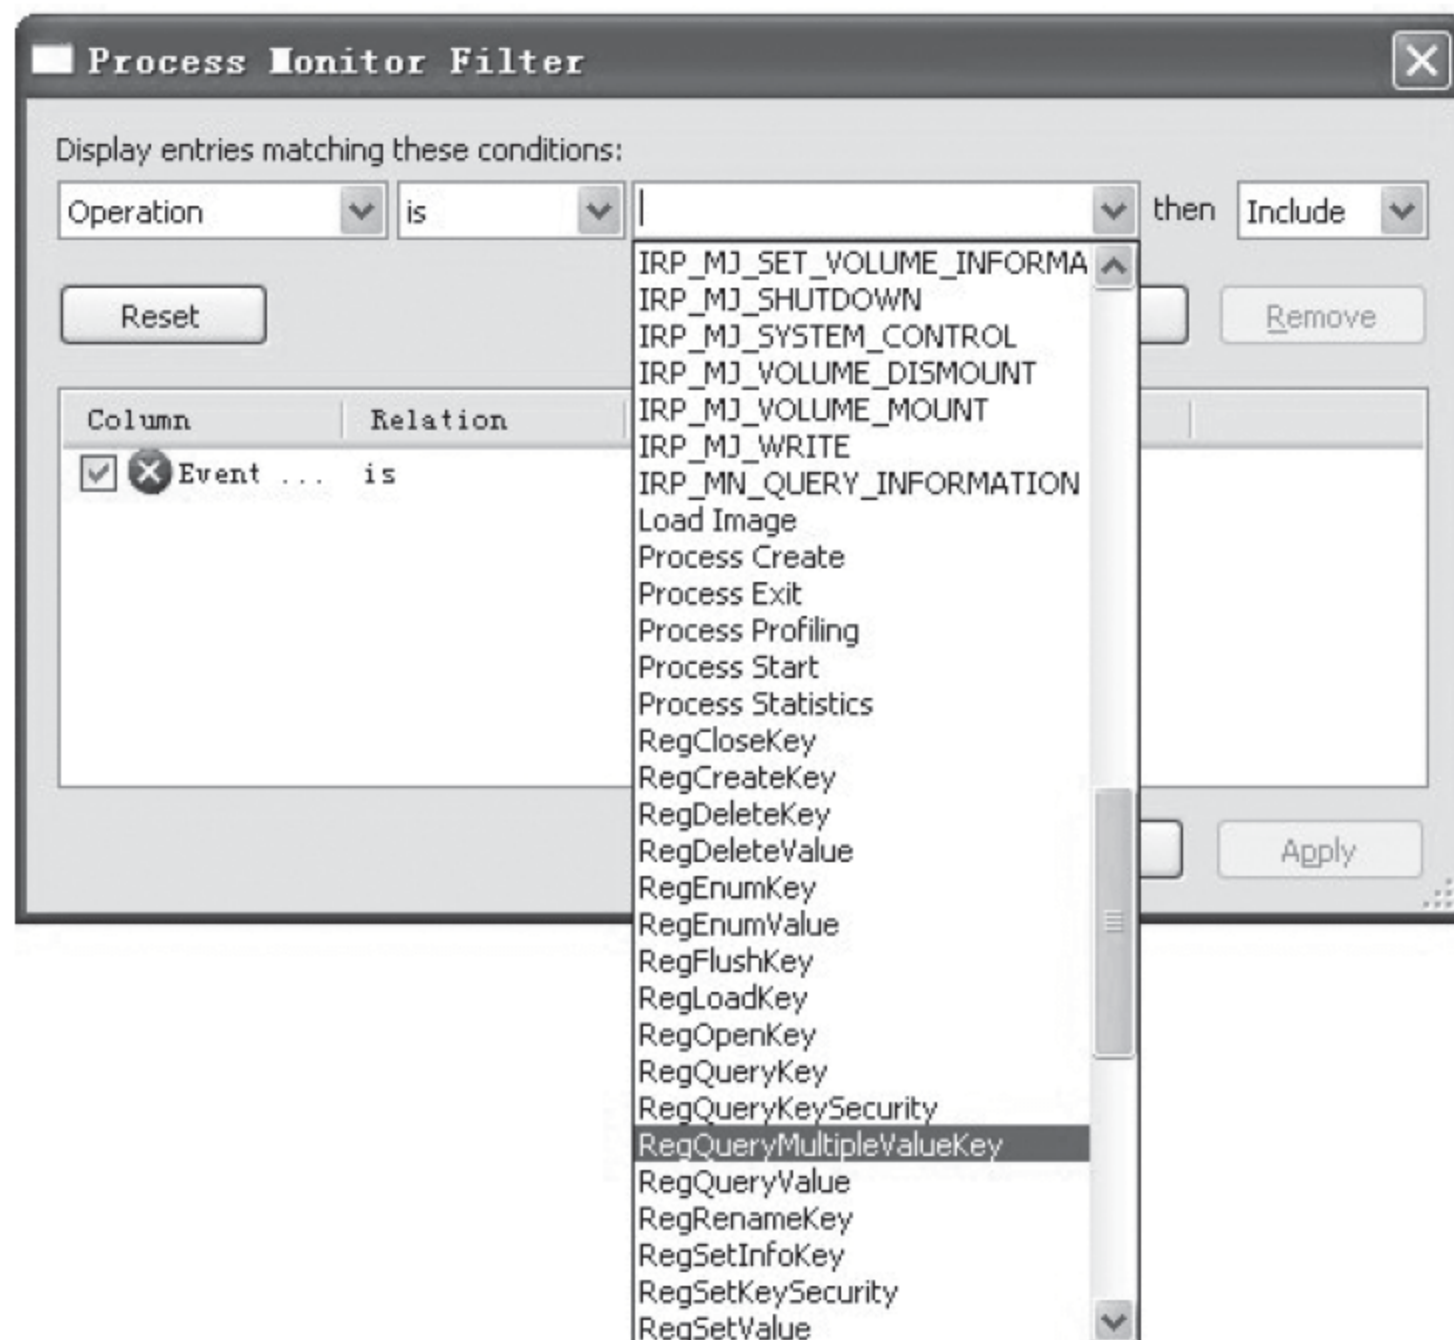 Process Monitor Filter
Display entries matching these conditions:
Operation is then Include
Reset Remove
Column Relation
Event ... is
Apply
IRP_MJ_SET_VOLUME_INFORMA
IRP_MJ_SHUTDOWN
IRP_MJ_SYSTEM_CONTROL
IRP_MJ_VOLUME_DISMOUNT
IRP_MJ_VOLUME_MOUNT
IRP_MJ_WRITE
IRP_MN_QUERY_INFORMATION
Load Image
Process Create
Process Exit
Process Profiling
Process Start
Process Statistics
RegCloseKey
RegCreateKey
RegDeleteKey
RegDeleteValue
RegEnumKey
RegEnumValue
RegFlushKey
RegLoadKey
RegOpenKey
RegQueryKey
RegQueryKeySecurity
RegQueryMultipleValueKey
RegQueryValue
RegRenameKey
RegSetInfoKey
RegSetKeySecurity
RegSetValue